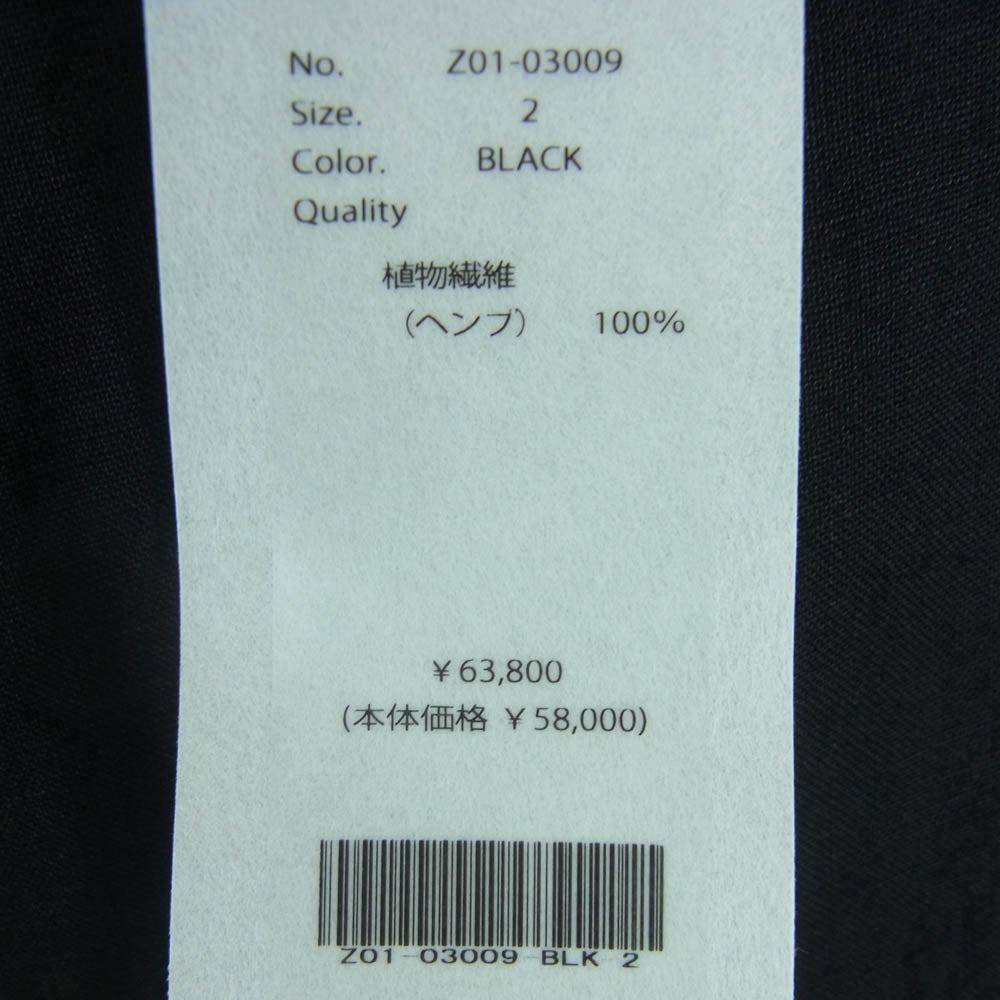 No. Z01-03009
Size. 2
Color. BLACK
Quality
植物繊維
(ヘンプ) 100%
¥63,800
(本体価格 ¥58,000)
Z01-03009-BLK-2